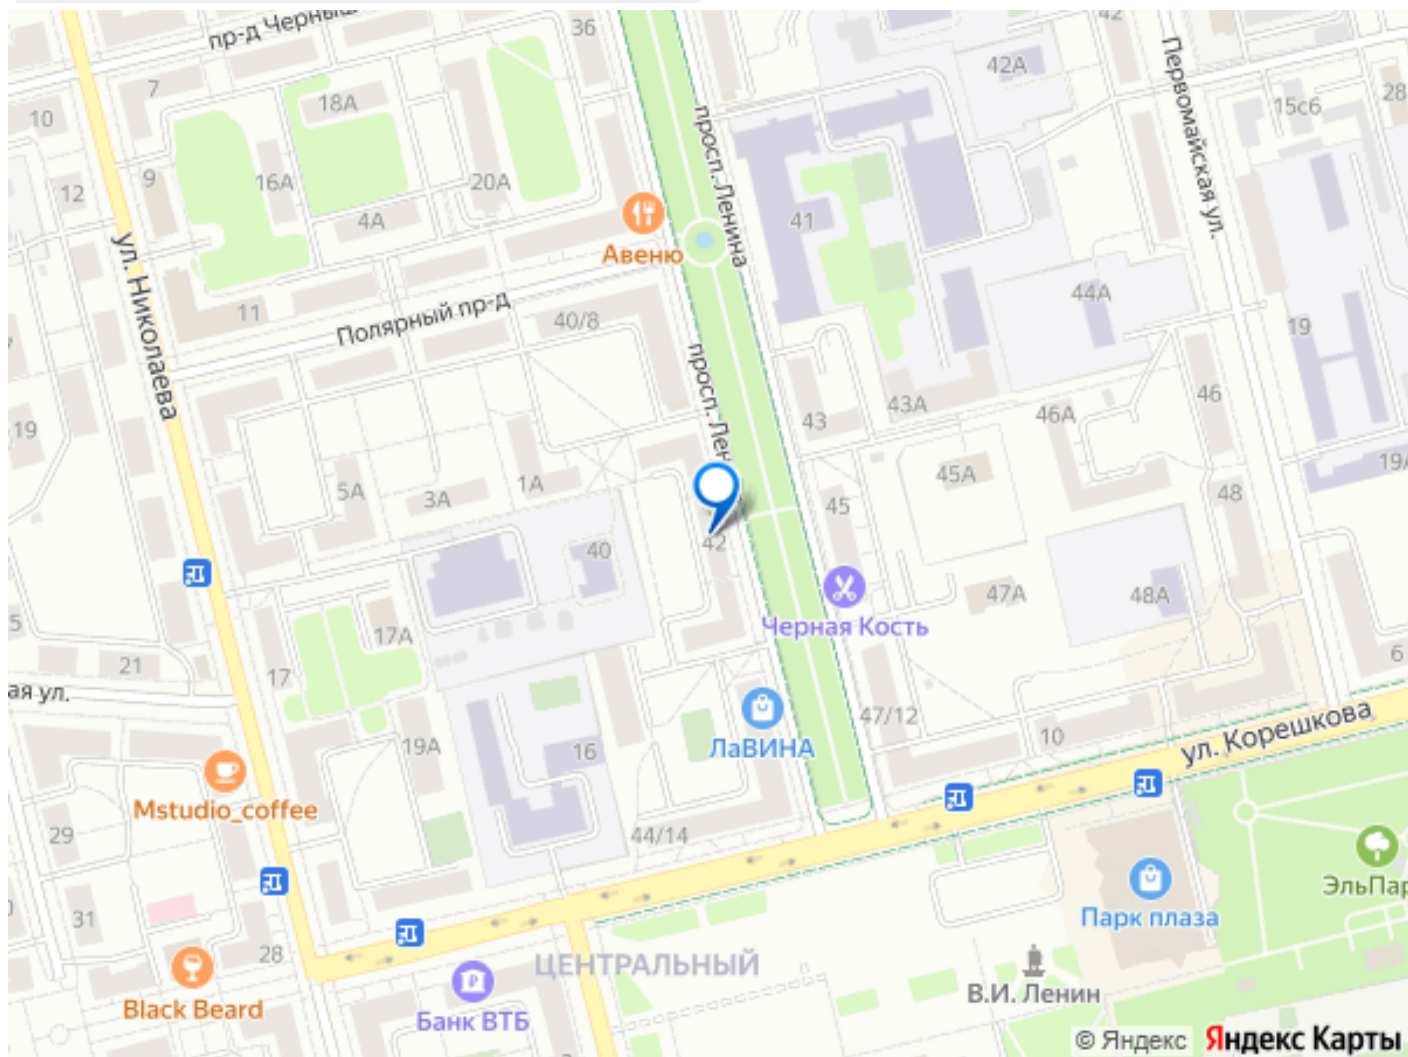 пр-д Черныш
36
42
42А
Первомайская ул.
7
18А
10
просп. Ленина
15с6
28
9
16А
20А
12
4А
41
Авеню
ул. Николаева
11
Полярный пр-д
40/8
44А
19
просп. Лен
43
43А
46А
46
19
5А
3А
1А
45А
19А
48
45
42
40
47А
48А
Черная Кость
5
17А
21
17
6
ая ул.
47/12
ул. Корешкова
ЛаВИНА
19А
16
10
Mstudio_coffee
29
44/14
ЭльПар
Парк плаза
31
28
ЦЕНТРАЛЬНЫЙ
В.И. Ленин
Black Beard
Банк ВТБ
© Яндекс Яндекс Карты